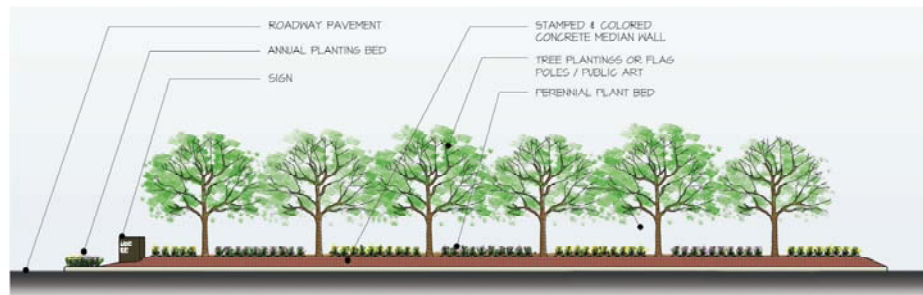 ROADWAY PAVEMENT
ANNUAL PLANTING BED
SIGN
STAMPED & COLORED
CONCRETE MEDIAN WALL
TREE PLANTINGS OR FLAG
POLES / PUBLIC ART
PERENNIAL PLANT BED